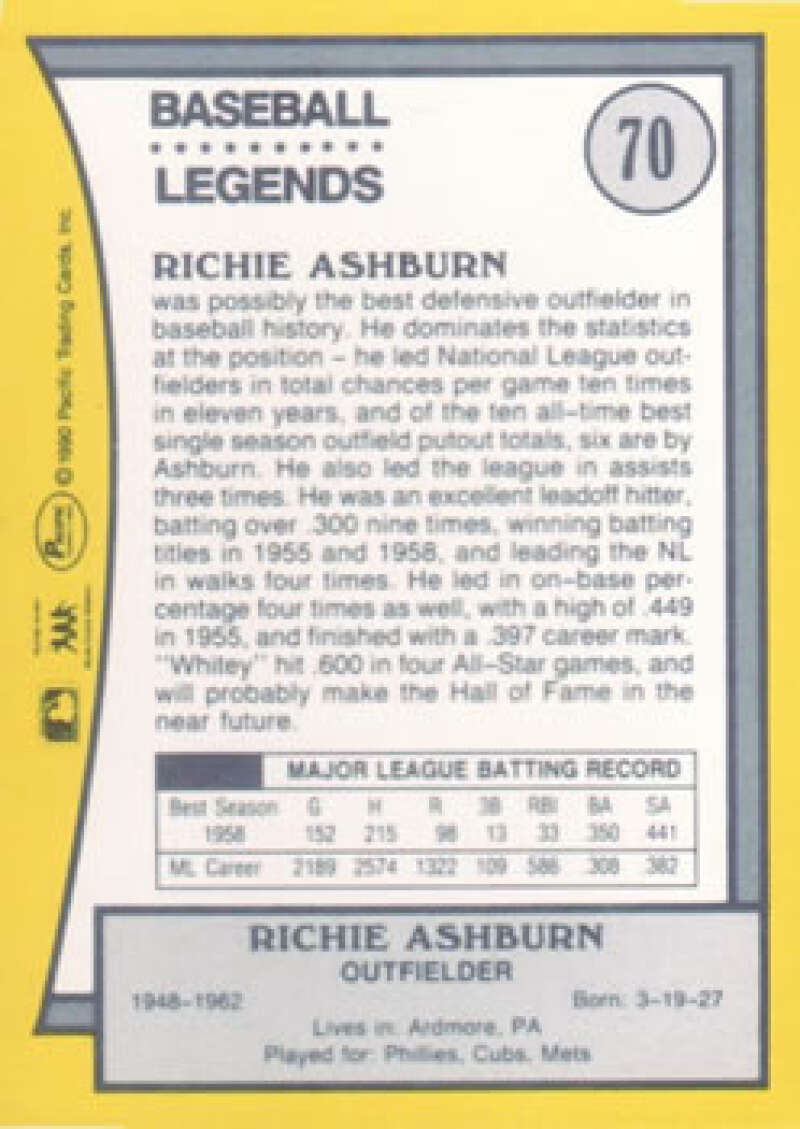 BASEBALL
LEGENDS
70
RICHIE ASHBURN
was possibly the best defensive outfielder in
baseball history. He dominates the statistics
at the position – he led National League out-
fielders in total chances per game ten times
in eleven years, and of the ten all-time best
single season outfield putout totals, six are by
Ashburn. He also led the league in assists
three times. He was an excellent leadoff hitter,
batting over .300 nine times, winning batting
titles in 1955 and 1958, and leading the NL
in walks four times. He led in on-base per-
centage four times as well, with a high of .449
in 1955, and finished with a .397 career mark.
"Whitey" hit .600 in four All-Star games, and
will probably make the Hall of Fame in the
near future.
MAJOR LEAGUE BATTING RECORD
Best Season G H R 3B RBI BA SA
1958 152 215 98 13 33 .350 .441
ML Career 2189 2574 1322 109 586 .308 .382
RICHIE ASHBURN
OUTFIELDER
1948-1962 Born: 3-19-27
Lives in: Ardmore, PA
Played for: Phillies, Cubs, Mets
© 1990 Pacific Trading Cards, Inc.
PACIFIC